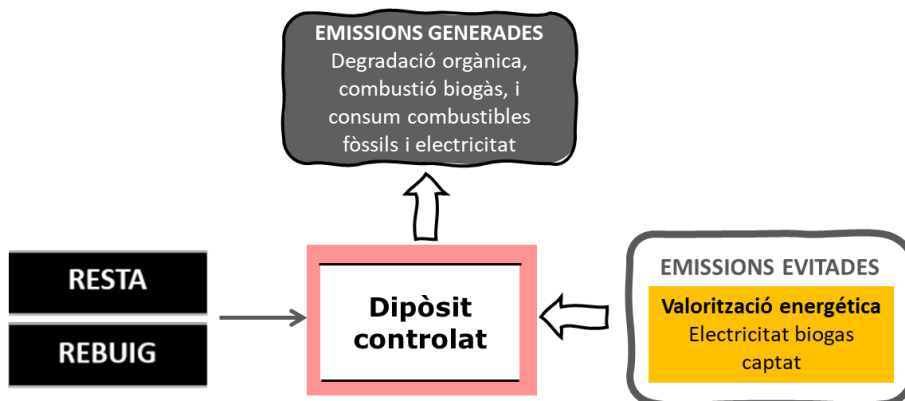 EMISSIONS GENERADES
Degradació orgànica,
combustió biogàs, i
consum combustibles
fòssils i electricitat
RESTA
REBUIG
Dipòsit
controlat
EMISSIONS EVITADES
Valorització energética
Electricitat biogas
captat